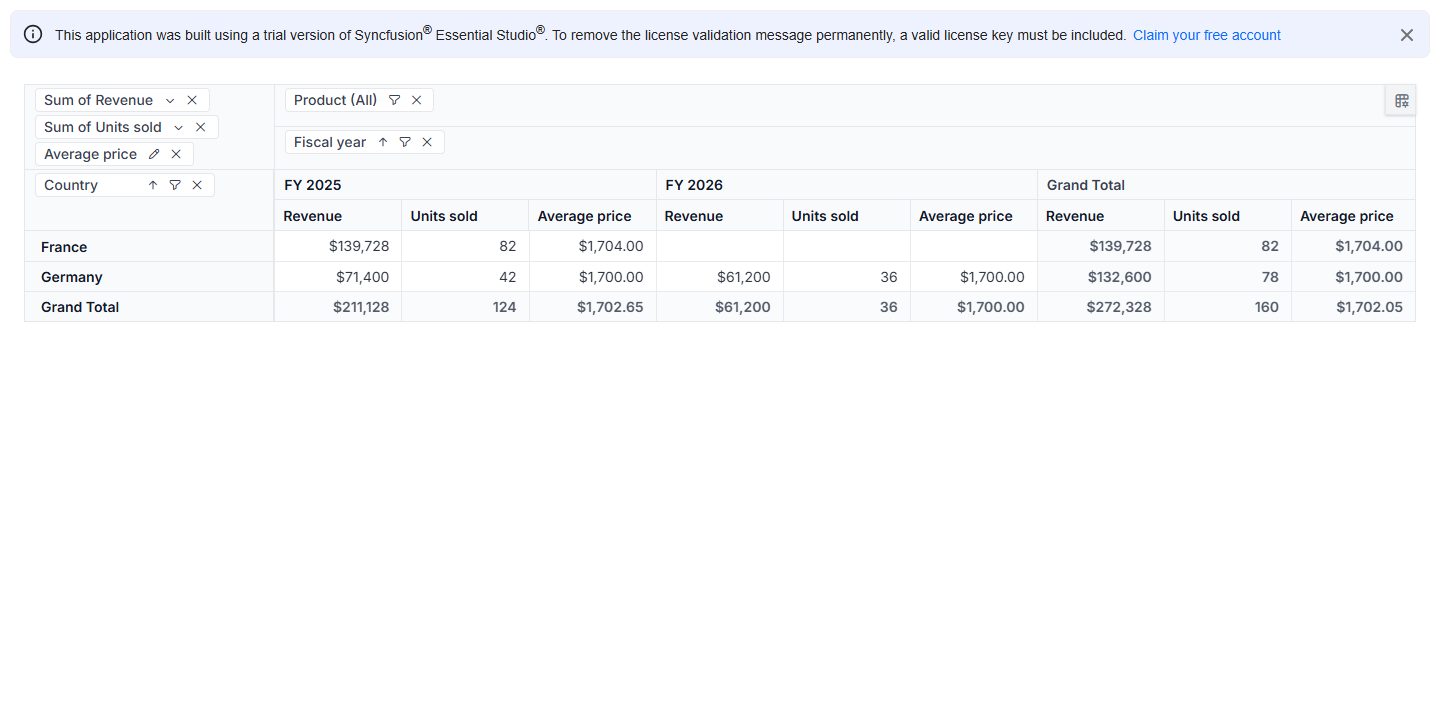 This application was built using a trial version of Syncfusion® Essential Studio®. To remove the license validation message permanently, a valid license key must be included. Claim your free account
Sum of Revenue
Product (All)
Sum of Units sold
Fiscal year
Average price
Country
FY 2025 FY 2026 Grand Total
Revenue Units sold Average price Revenue Units sold Average price Revenue Units sold Average price
France $139,728 82 $1,704.00 $139,728 82 $1,704.00
Germany $71,400 42 $1,700.00 $61,200 36 $1,700.00 $132,600 78 $1,700.00
Grand Total $211,128 124 $1,702.65 $61,200 36 $1,700.00 $272,328 160 $1,702.05